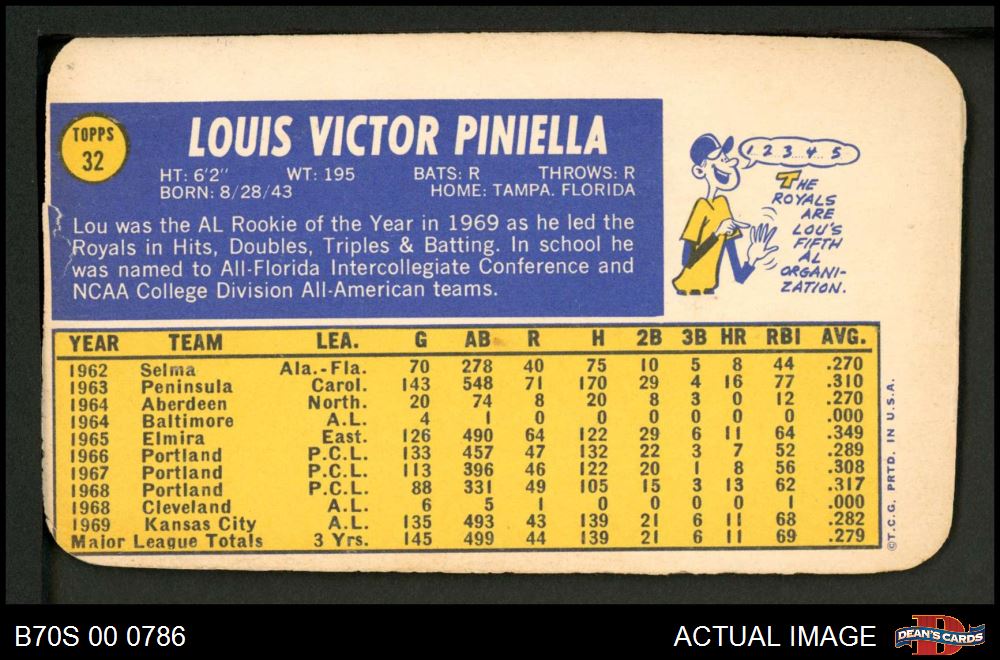 TOPPS
32
LOUIS VICTOR PINIELLA
HT: 6'2" WT: 195 BATS: R THROWS: R
BORN: 8/28/43 HOME: TAMPA. FLORIDA
Lou was the AL Rookie of the Year in 1969 as he led the
Royals in Hits, Doubles, Triples & Batting. In school he
was named to All-Florida Intercollegiate Conference and
NCAA College Division All-American teams.
1 2 3 4 5
THE
ROYALS
ARE
LOU'S
FIFTH
AL
ORGANI-
ZATION.
YEAR TEAM LEA. G AB R H 2B 3B HR RBI AVG.
1962 Selma Ala.-Fla. 70 278 40 75 10 5 8 44 .270
1963 Peninsula Carol. 143 548 71 170 29 4 16 77 .310
1964 Aberdeen North. 20 74 8 20 8 3 0 12 .270
1964 Baltimore A.L. 4 1 0 0 0 0 0 0 .000
1965 Elmira East. 126 490 64 122 29 6 11 64 .349
1966 Portland P.C.L. 133 457 47 132 22 3 7 52 .289
1967 Portland P.C.L. 113 396 46 122 20 1 8 56 .308
1968 Portland P.C.L. 88 331 49 105 15 3 13 62 .317
1968 Cleveland A.L. 6 5 1 0 0 0 0 1 .000
1969 Kansas City A.L. 135 493 43 139 21 6 11 68 .282
Major League Totals 3 Yrs. 145 499 44 139 21 6 11 69 .279
©T.C.G. PRTD. IN U.S.A.
B70S 00 0786
ACTUAL IMAGE
DEAN'S CARDS